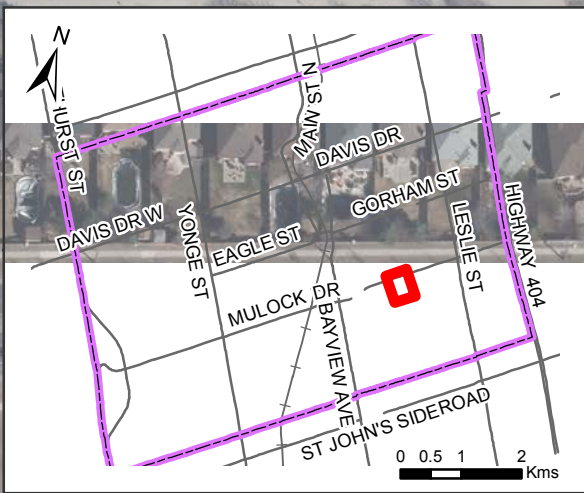 N
HURST ST
MAIN ST N
DAVIS DR
DAVIS DR W
YONGE ST
EAGLE ST
GORHAM ST
LESLIE ST
HIGHWAY 404
MULOCK DR
BAYVIEW AVE
ST JOHN'S SIDEROAD
0 0.5 1 2
Kms